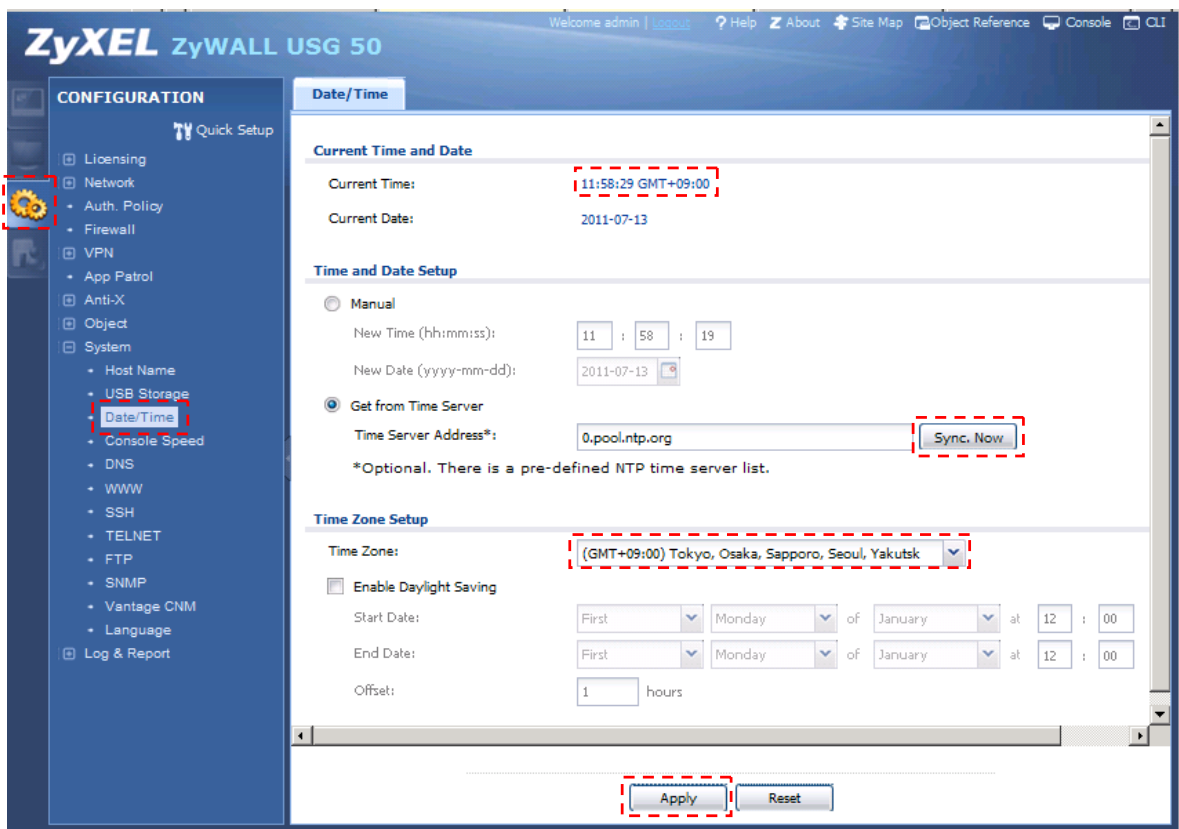 Welcome admin | Logout ? Help Z About Site Map Object Reference Console CLI
ZyXEL ZyWALL USG 50
CONFIGURATION
Quick Setup
Licensing
Network
Auth. Policy
Firewall
VPN
App Patrol
Anti-X
Object
System
Host Name
USB Storage
Date/Time
Console Speed
DNS
WWW
SSH
TELNET
FTP
SNMP
Vantage CNM
Language
Log & Report
Date/Time
Current Time and Date
Current Time: 11:58:29 GMT+09:00
Current Date: 2011-07-13
Time and Date Setup
Manual
New Time (hh:mm:ss): 11 : 58 : 19
New Date (yyyy-mm-dd): 2011-07-13
Get from Time Server
Time Server Address*: 0.pool.ntp.org Sync. Now
*Optional. There is a pre-defined NTP time server list.
Time Zone Setup
Time Zone: (GMT+09:00) Tokyo, Osaka, Sapporo, Seoul, Yakutsk
Enable Daylight Saving
Start Date: First Monday of January at 12 : 00
End Date: First Monday of January at 12 : 00
Offset: 1 hours
Apply Reset